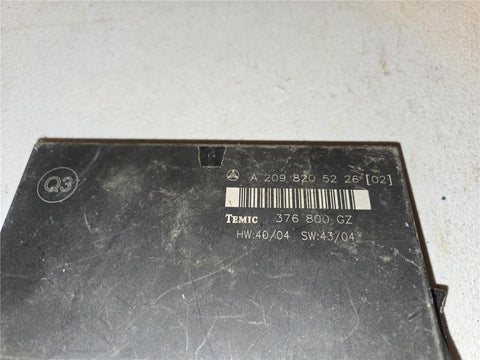 Q3
A 209 820 52 26 [02]
TEMIC 376 800 GZ
HW:40/04 SW:43/04